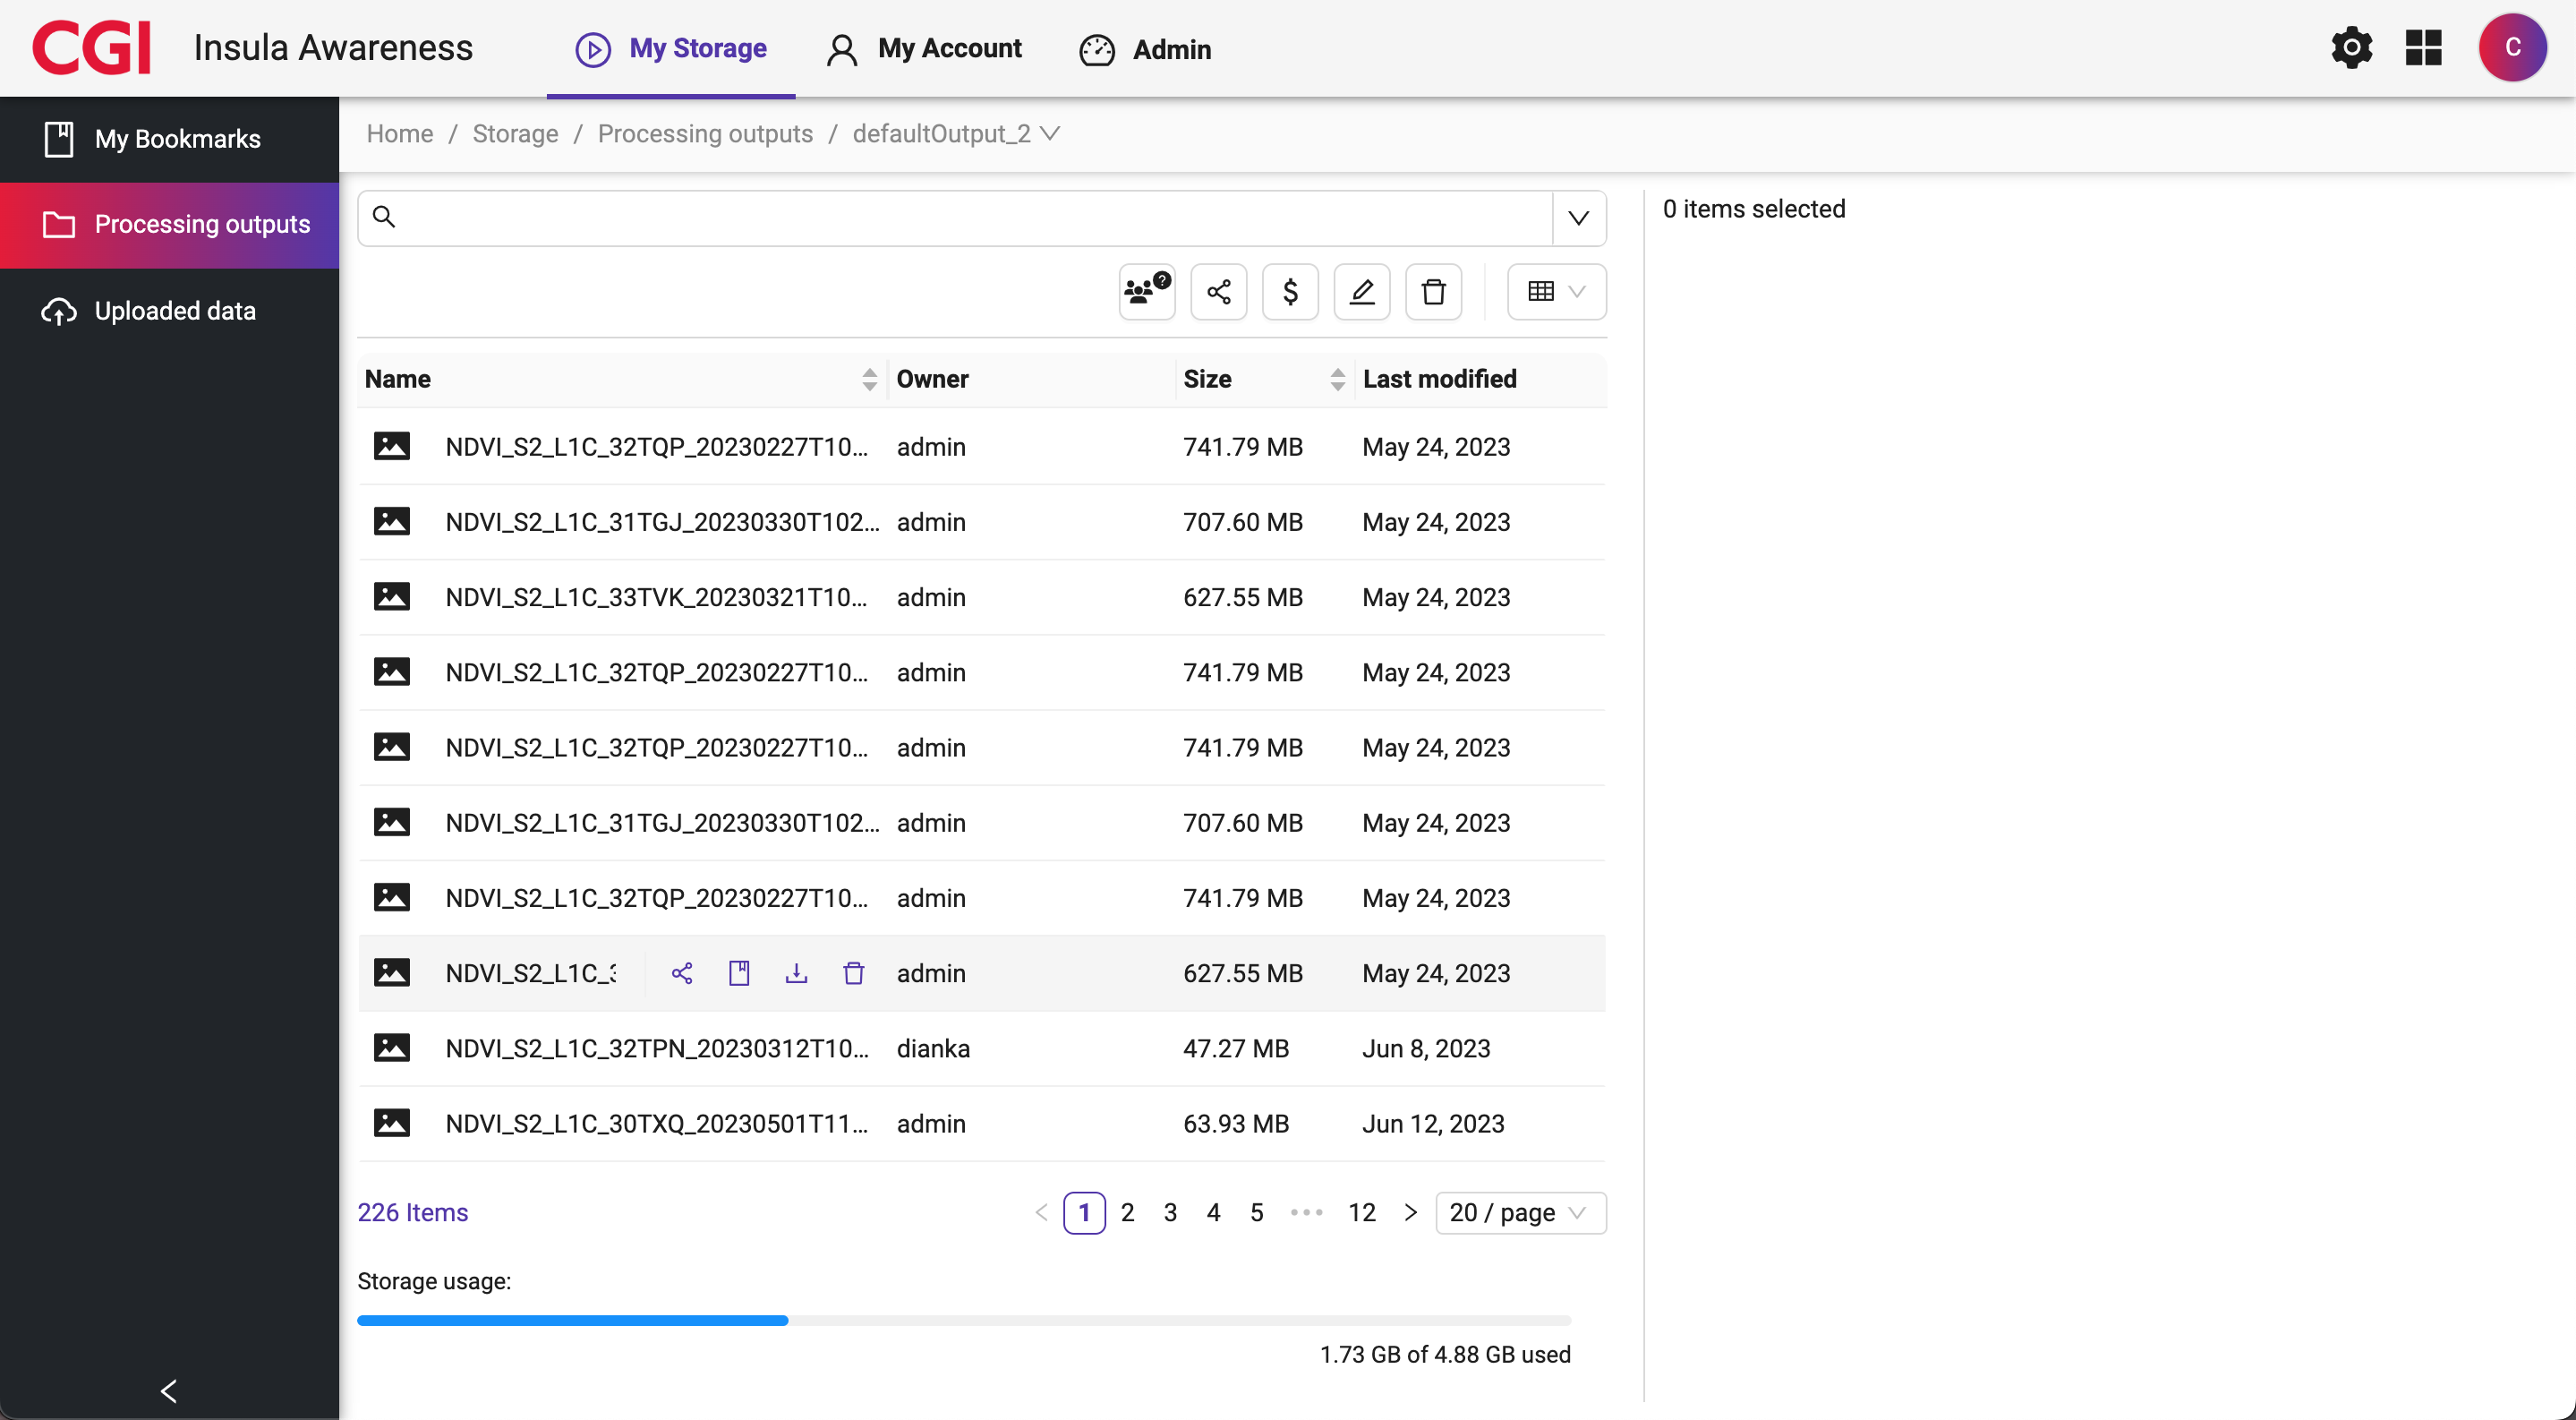 CGI Insula Awareness My Storage My Account Admin C
My Bookmarks
Processing outputs
Uploaded data
Home / Storage / Processing outputs / defaultOutput_2
0 items selected
?
$
Name Owner Size Last modified
NDVI_S2_L1C_32TQP_20230227T10... admin 741.79 MB May 24, 2023
NDVI_S2_L1C_31TGJ_20230330T102... admin 707.60 MB May 24, 2023
NDVI_S2_L1C_33TVK_20230321T10... admin 627.55 MB May 24, 2023
NDVI_S2_L1C_32TQP_20230227T10... admin 741.79 MB May 24, 2023
NDVI_S2_L1C_32TQP_20230227T10... admin 741.79 MB May 24, 2023
NDVI_S2_L1C_31TGJ_20230330T102... admin 707.60 MB May 24, 2023
NDVI_S2_L1C_32TQP_20230227T10... admin 741.79 MB May 24, 2023
NDVI_S2_L1C_3 admin 627.55 MB May 24, 2023
NDVI_S2_L1C_32TPN_20230312T10... dianka 47.27 MB Jun 8, 2023
NDVI_S2_L1C_30TXQ_20230501T11... admin 63.93 MB Jun 12, 2023
226 Items < 1 2 3 4 5 ••• 12 > 20 / page
Storage usage:
1.73 GB of 4.88 GB used